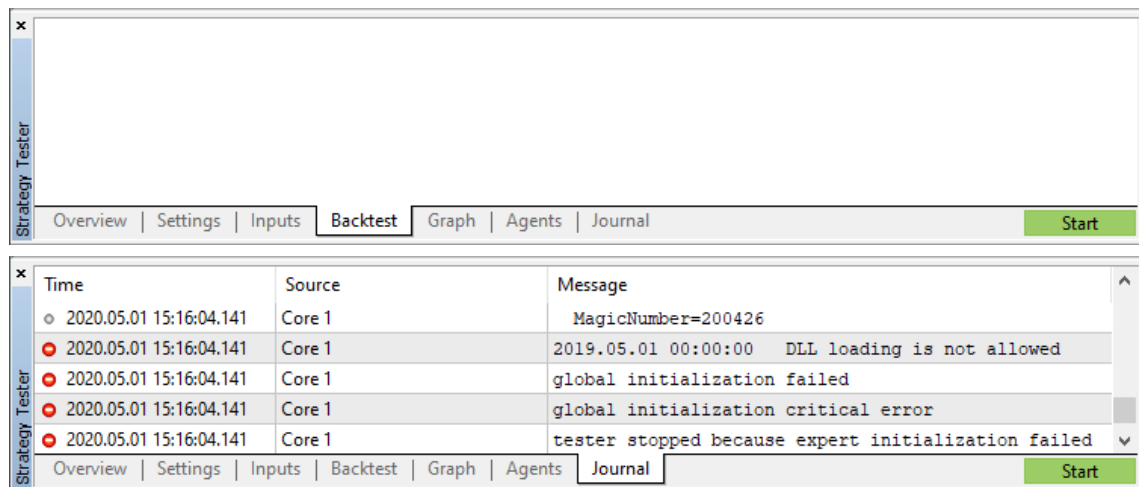 Strategy Tester
Overview | Settings | Inputs | Backtest | Graph | Agents | Journal Start
Strategy Tester
Time Source Message
2020.05.01 15:16:04.141 Core 1 MagicNumber=200426
2020.05.01 15:16:04.141 Core 1 2019.05.01 00:00:00 DLL loading is not allowed
2020.05.01 15:16:04.141 Core 1 global initialization failed
2020.05.01 15:16:04.141 Core 1 global initialization critical error
2020.05.01 15:16:04.141 Core 1 tester stopped because expert initialization failed
Overview | Settings | Inputs | Backtest | Graph | Agents | Journal Start